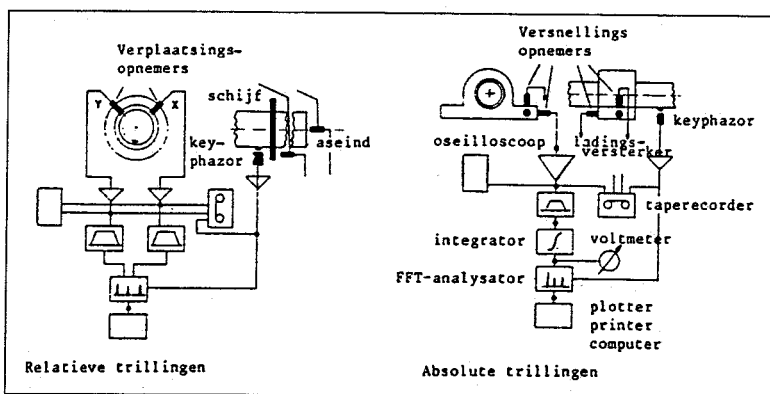 Verplaatsings-
opnemers
Y
X
schijf
key-
phazor
aseind
Relatieve trillingen
Versnellings
opnemers
keyphazor
oseilloscoop
ladings-
versterker
taperecorder
integrator
voltmeter
FFT-analysator
plotter
printer
computer
Absolute trillingen